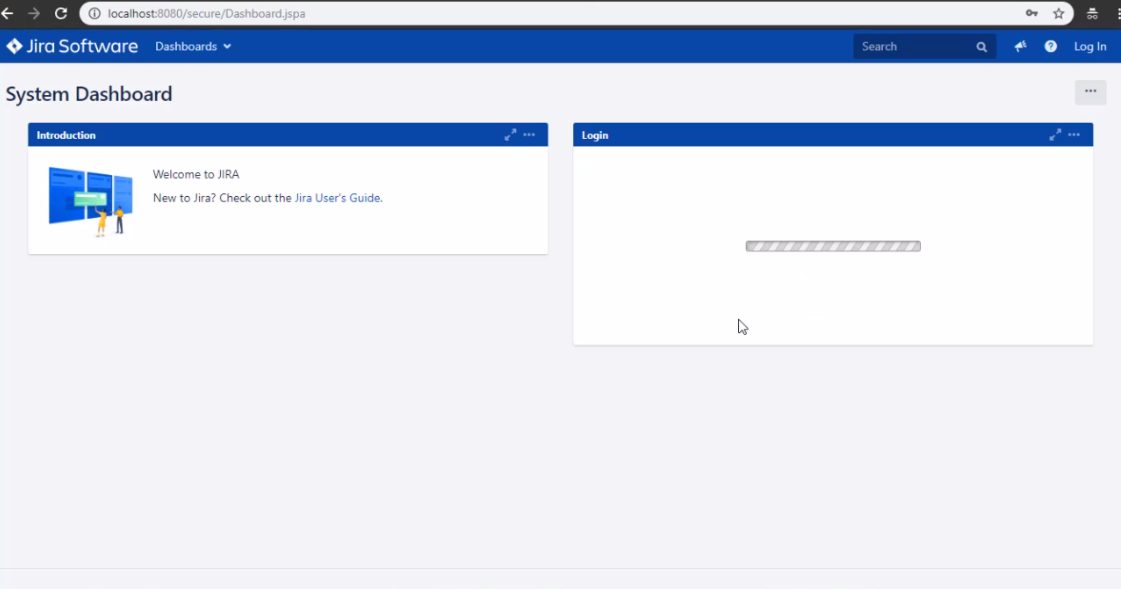 localhost:8080/secure/Dashboard.jspa
Jira Software Dashboards Search Log In
System Dashboard
Introduction
Welcome to JIRA
New to Jira? Check out the Jira User's Guide.
Login